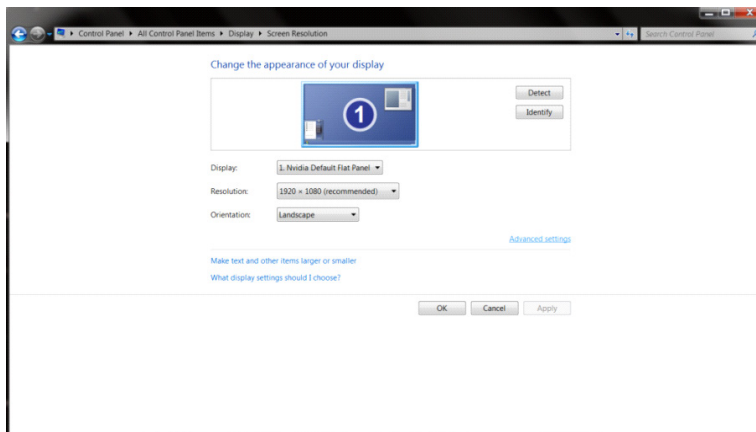 Control Panel All Control Panel Items Display Screen Resolution Search Control Panel
Change the appearance of your display
1
Detect
Identify
Display: 1. Nvidia Default Flat Panel
Resolution: 1920 × 1080 (recommended)
Orientation: Landscape
Advanced settings
Make text and other items larger or smaller
What display settings should I choose?
OK Cancel Apply